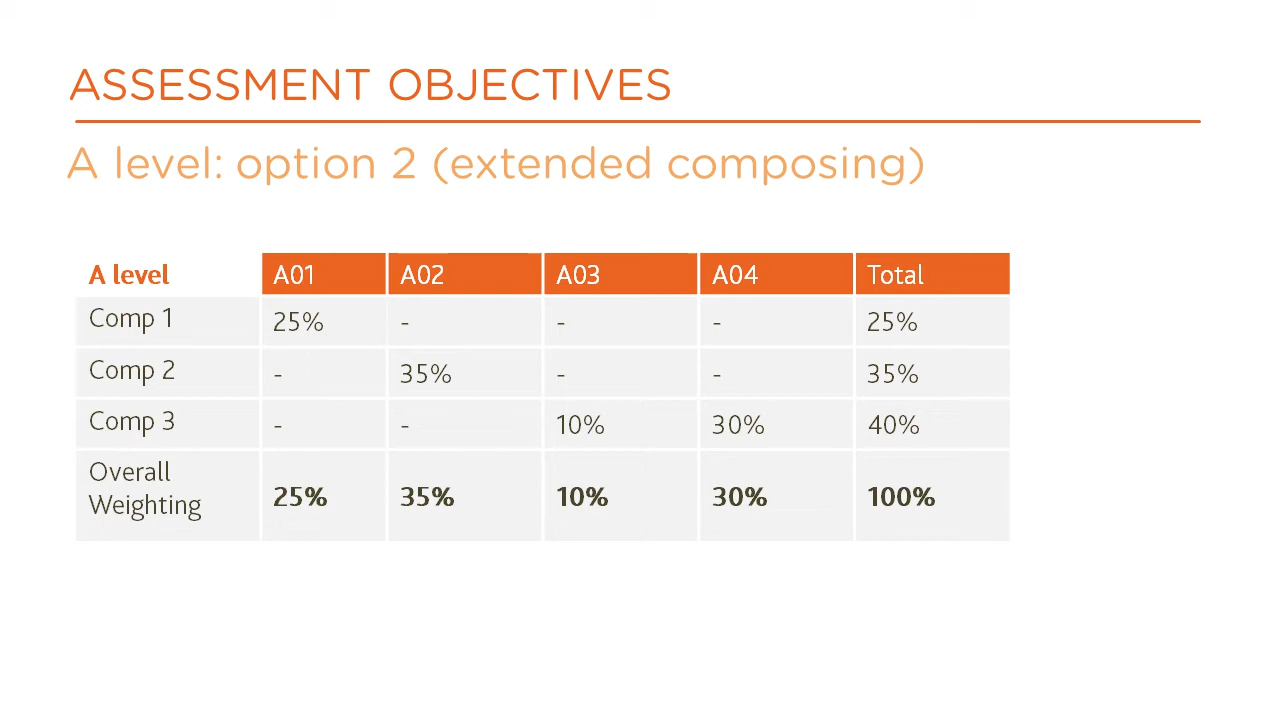 ASSESSMENT OBJECTIVES
A level: option 2 (extended composing)
A level A01 A02 A03 A04 Total
Comp 1 25% - - - 25%
Comp 2 - 35% - - 35%
Comp 3 - - 10% 30% 40%
Overall
Weighting 25% 35% 10% 30% 100%